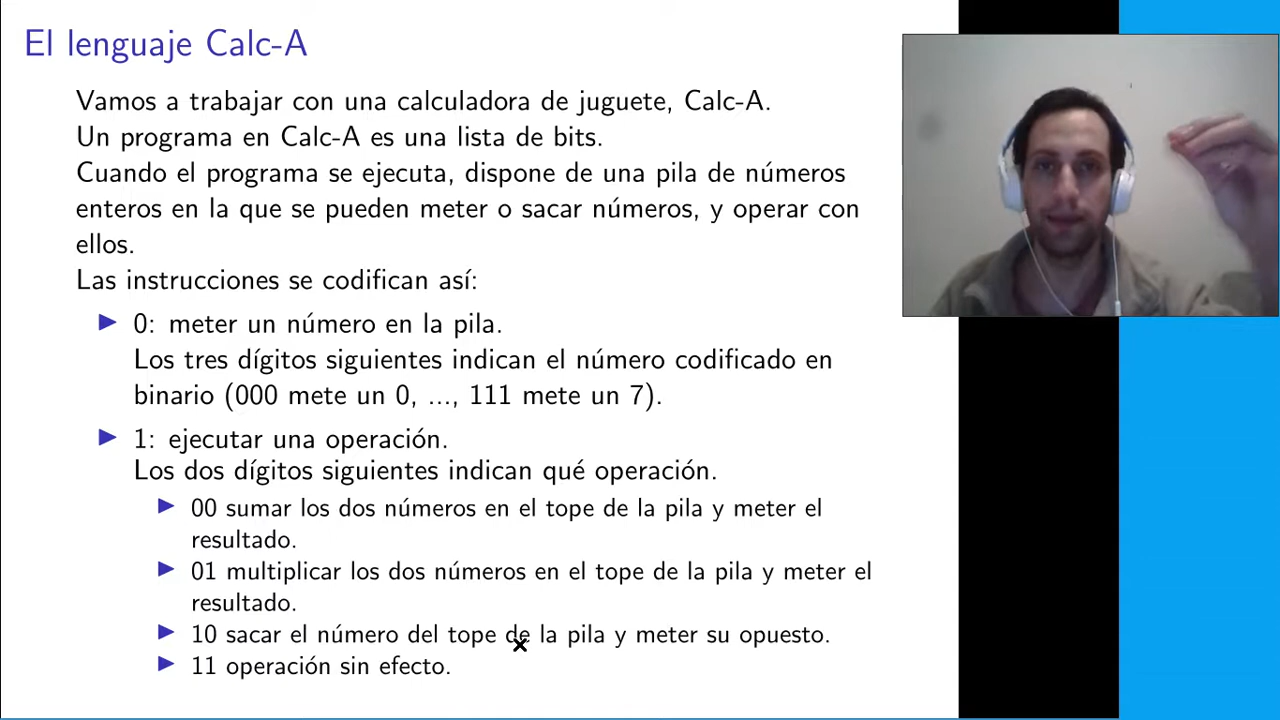 El lenguaje Calc-A
Vamos a trabajar con una calculadora de juguete, Calc-A.
Un programa en Calc-A es una lista de bits.
Cuando el programa se ejecuta, dispone de una pila de números
enteros en la que se pueden meter o sacar números, y operar con
ellos.
Las instrucciones se codifican así:
0: meter un número en la pila.
Los tres dígitos siguientes indican el número codificado en
binario (000 mete un 0, ..., 111 mete un 7).
1: ejecutar una operación.
Los dos dígitos siguientes indican qué operación.
00 sumar los dos números en el tope de la pila y meter el
resultado.
01 multiplicar los dos números en el tope de la pila y meter el
resultado.
10 sacar el número del tope de la pila y meter su opuesto.
11 operación sin efecto.